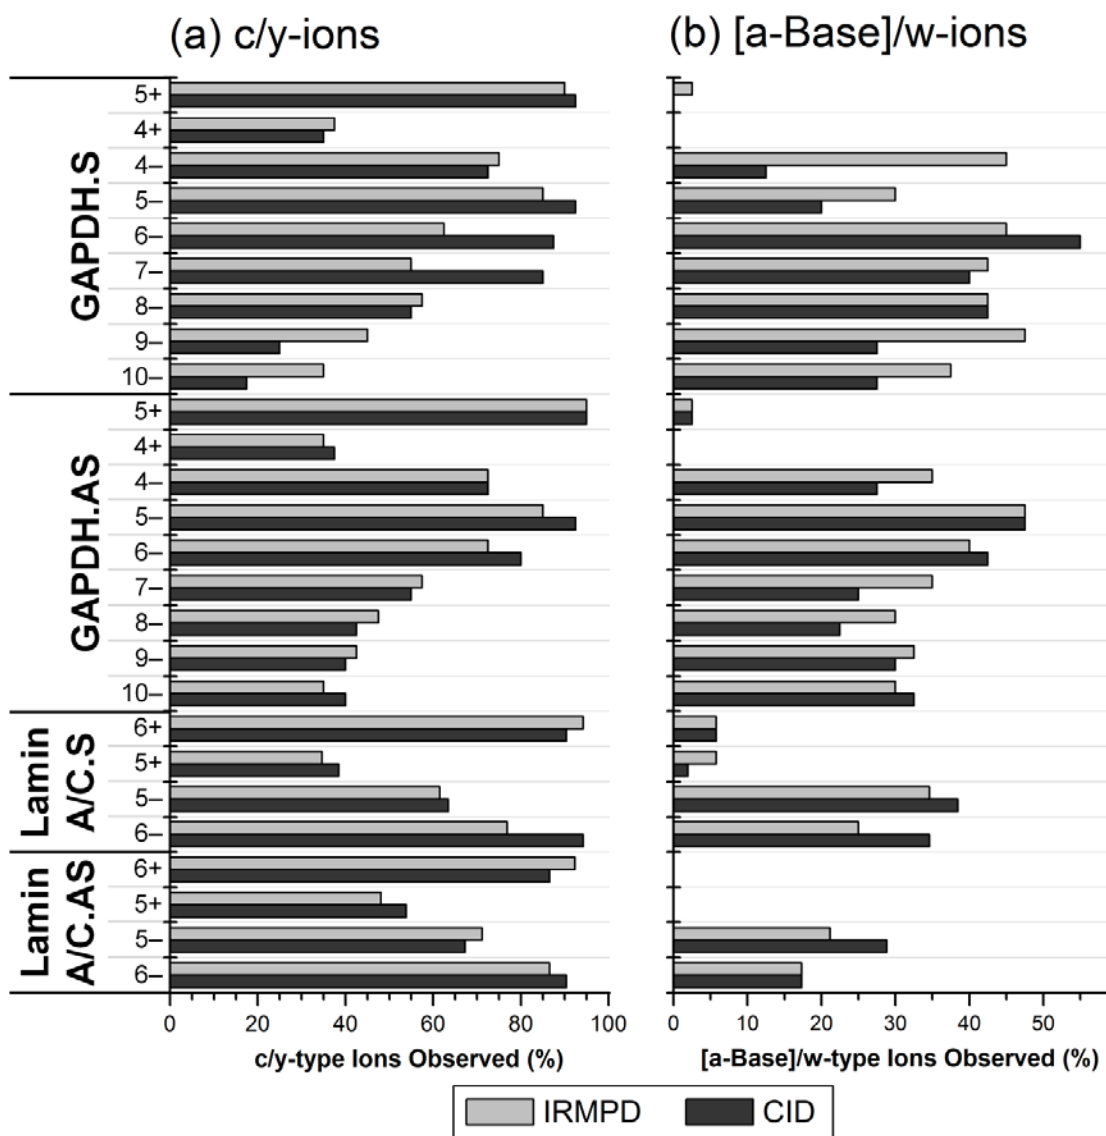 (a) c/y-ions
(b) [a-Base]/w-ions
GAPDH.S
5+
4+
4–
5–
6–
7–
8–
9–
10–
GAPDH.AS
5+
4+
4–
5–
6–
7–
8–
9–
10–
Lamin
A/C.S
6+
5+
5–
6–
Lamin
A/C.AS
6+
5+
5–
6–
0 20 40 60 80 100
c/y-type Ions Observed (%)
0 10 20 30 40 50
[a-Base]/w-type Ions Observed (%)
IRMPD CID